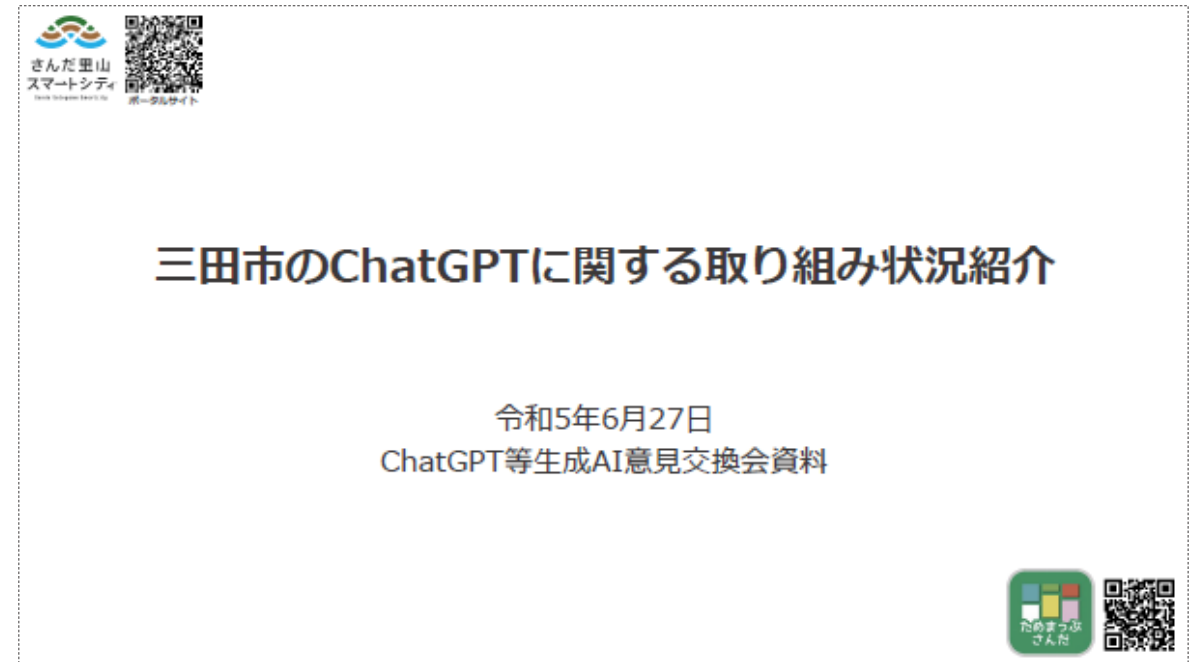 さんだ里山
スマートシティ
ポータルサイト
三田市のChatGPTに関する取り組み状況紹介
令和5年6月27日
ChatGPT等生成AI意見交換会資料
ためまっぷ
さんだ